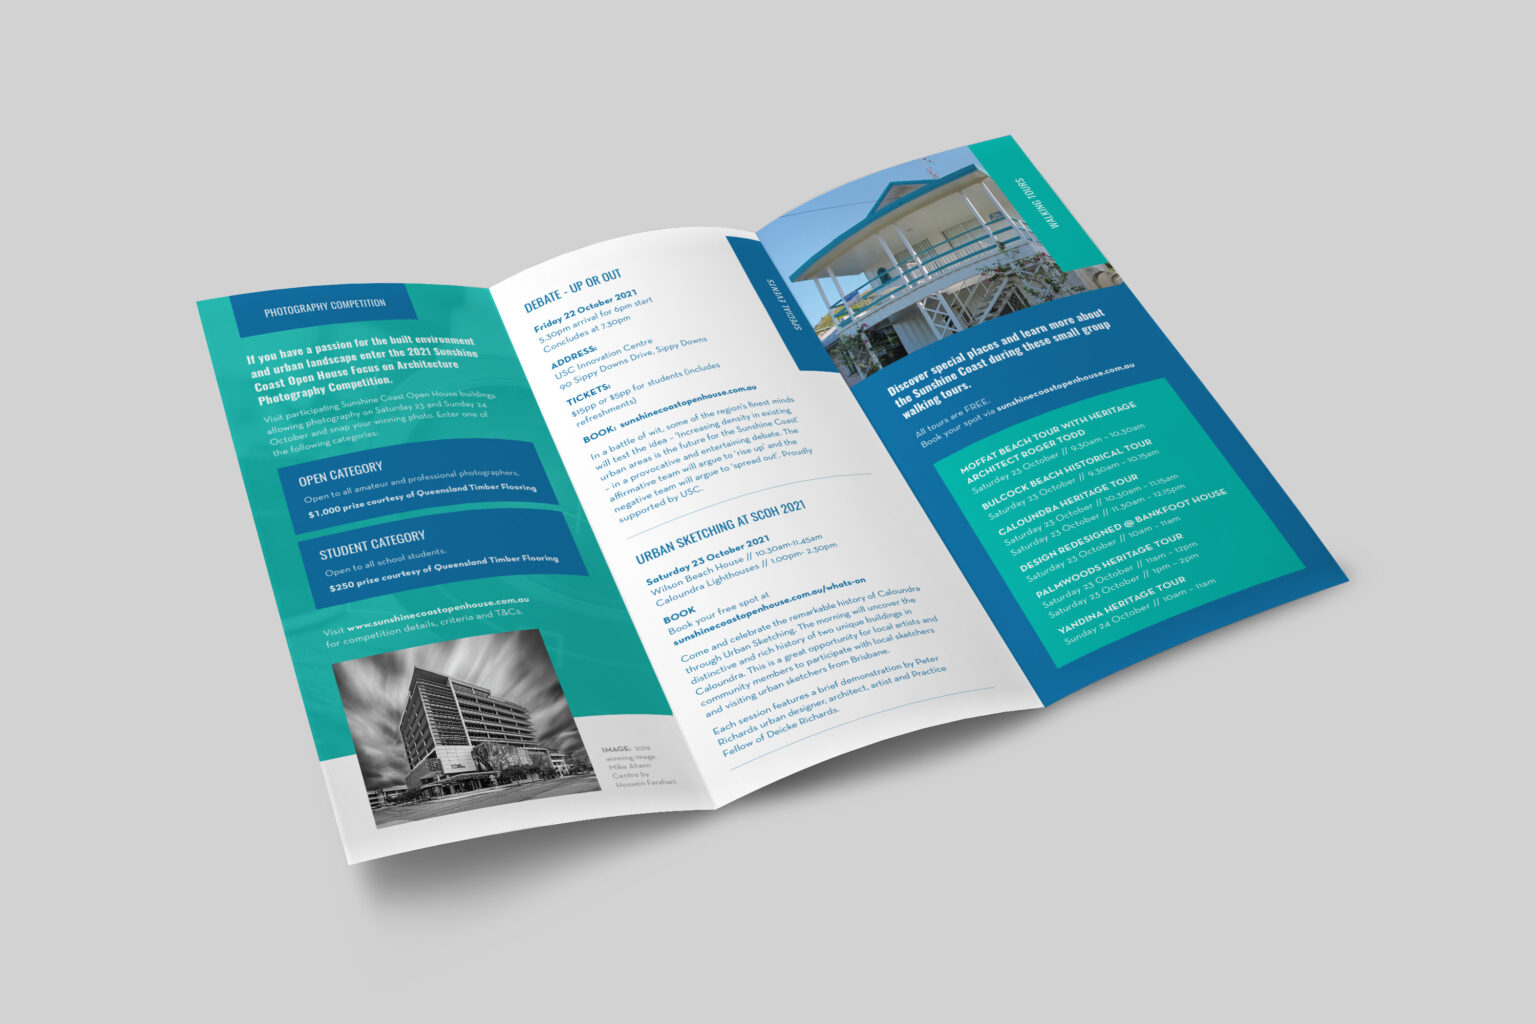 PHOTOGRAPHY COMPETITION
If you have a passion for the built environment
and urban landscape enter the 2021 Sunshine
Coast Open House Focus on Architecture
Photography Competition.
Visit participating Sunshine Coast Open House buildings
allowing photography on Saturday 23 and Sunday 24
October and snap your winning photo. Enter one of
the following categories:
OPEN CATEGORY
Open to all amateur and professional photographers.
$1,000 prize courtesy of Queensland Timber Flooring
STUDENT CATEGORY
Open to all school students.
$250 prize courtesy of Queensland Timber Flooring
Visit www.sunshinecoastopenhouse.com.au
for competition details, criteria and T&Cs.
IMAGE: 2019
winning image.
Mike Ahern
Centre by
Hossein Farahani.
SPECIAL EVENTS
DEBATE - UP OR OUT
Friday 22 October 2021
5.30pm arrival for 6pm start
Concludes at 7.30pm
ADDRESS:
USC Innovation Centre
90 Sippy Downs Drive, Sippy Downs
TICKETS:
$15pp or $5pp for students (includes
refreshments)
BOOK: sunshinecoastopenhouse.com.au
In a battle of wit, some of the region's finest minds
will test the idea - 'Increasing density in existing
urban areas is the future for the Sunshine Coast'
- in a provocative and entertaining debate. The
affirmative team will argue to 'rise up' and the
negative team will argue to 'spread out'. Proudly
supported by USC.
URBAN SKETCHING AT SCOH 2021
Saturday 23 October 2021
Wilson Beach House // 10.30am-11.45am
Caloundra Lighthouses // 1.00pm- 2.30pm
BOOK
Book your free spot at
sunshinecoastopenhouse.com.au/whats-on
Come and celebrate the remarkable history of Caloundra
through Urban Sketching. The morning will uncover the
distinctive and rich history of two unique buildings in
Caloundra. This is a great opportunity for local artists and
community members to participate with local sketchers
and visiting urban sketchers from Brisbane.
Each session features a brief demonstration by Peter
Richards urban designer, architect, artist and Practice
Fellow of Deicke Richards.
WALKING TOURS
Discover special places and learn more about
the Sunshine Coast during these small group
walking tours.
All tours are FREE.
Book your spot via sunshinecoastopenhouse.com.au
MOFFAT BEACH TOUR WITH HERITAGE
ARCHITECT ROGER TODD
Saturday 23 October // 9.30am - 10.30am
BULCOCK BEACH HISTORICAL TOUR
Saturday 23 October // 9.30am - 10.15am
CALOUNDRA HERITAGE TOUR
Saturday 23 October // 10.30am - 11.15am
Saturday 23 October // 11.30am - 12.15pm
DESIGN REDESIGNED @ BANKFOOT HOUSE
Saturday 23 October // 10am - 11am
PALMWOODS HERITAGE TOUR
Saturday 23 October // 11am - 12pm
Saturday 23 October // 1pm - 2pm
YANDINA HERITAGE TOUR
Sunday 24 October // 10am - 11am